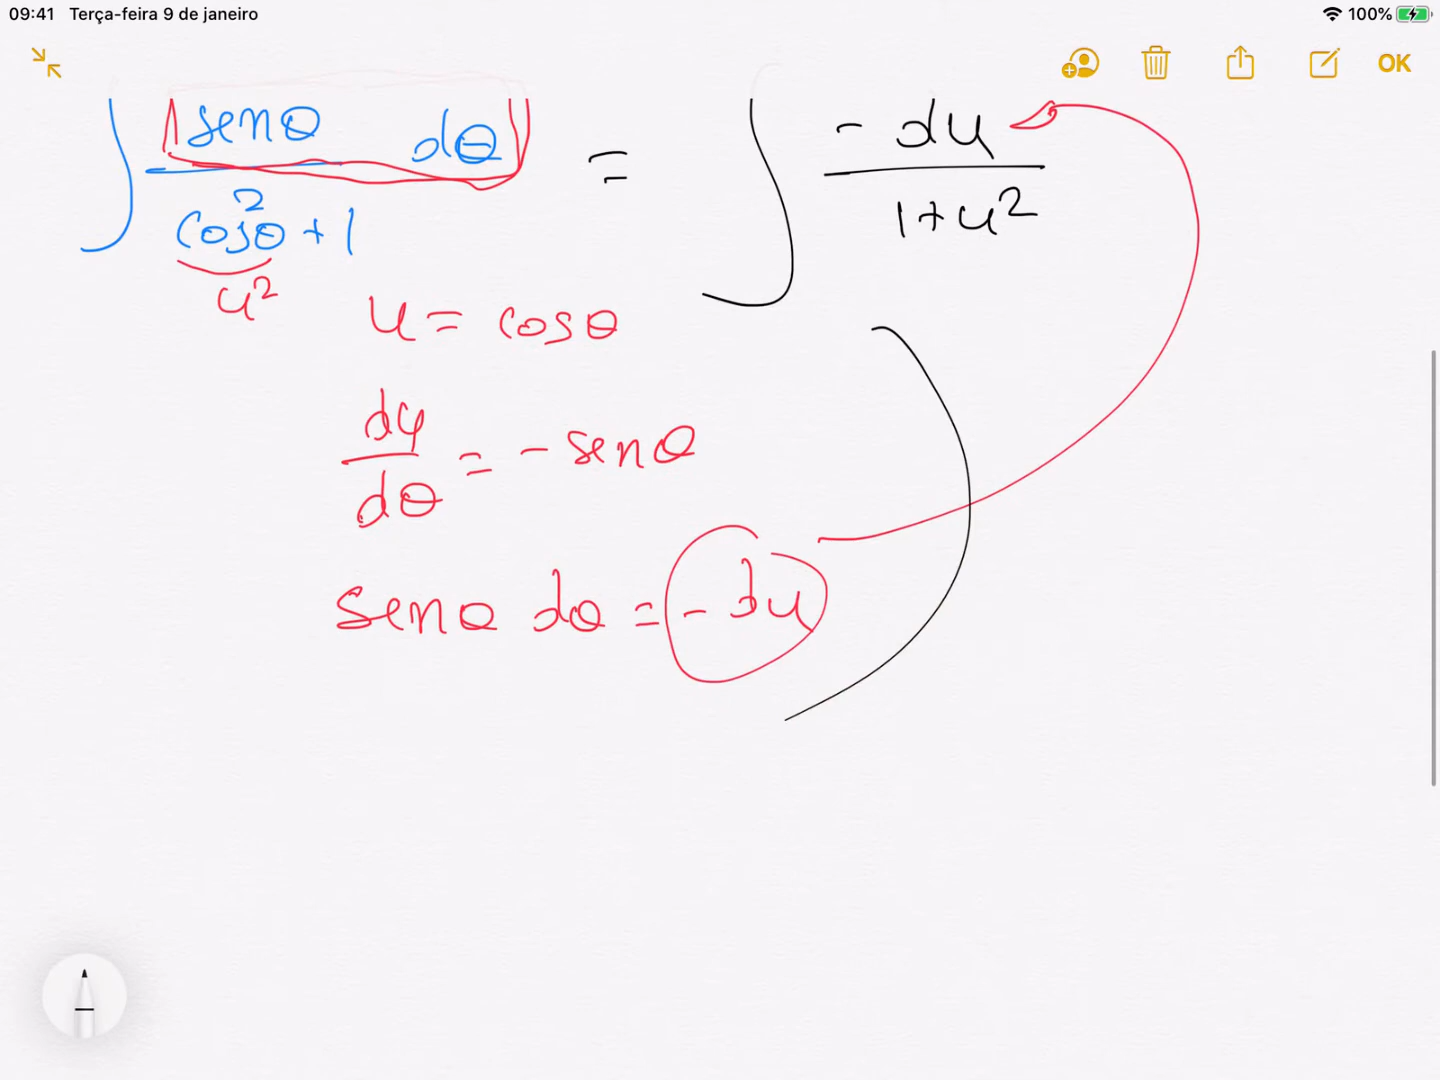 09:41 Terça-feira 9 de janeiro 100%
OK
∫ senθ dθ / cos²θ + 1 = ∫ - du / 1 + u²
u²
u = cosθ
du/dθ = - senθ
senθ dθ = - du